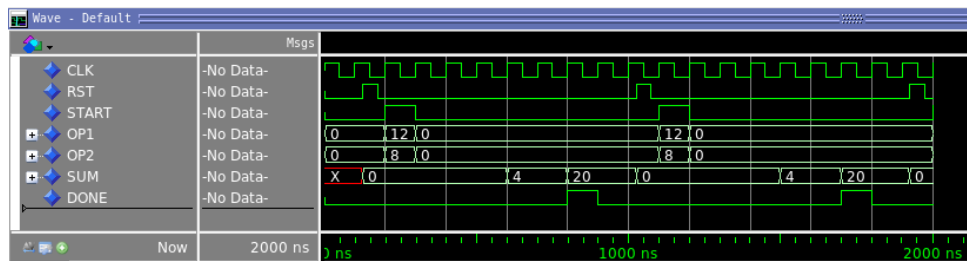 Wave - Default
Msgs
CLK -No Data-
RST -No Data-
START -No Data-
OP1 -No Data- 0 12 0 12 0
OP2 -No Data- 0 8 0 8 0
SUM -No Data- X 0 4 20 0 4 20 0
DONE -No Data-
Now 2000 ns ns 1000 ns 2000 ns